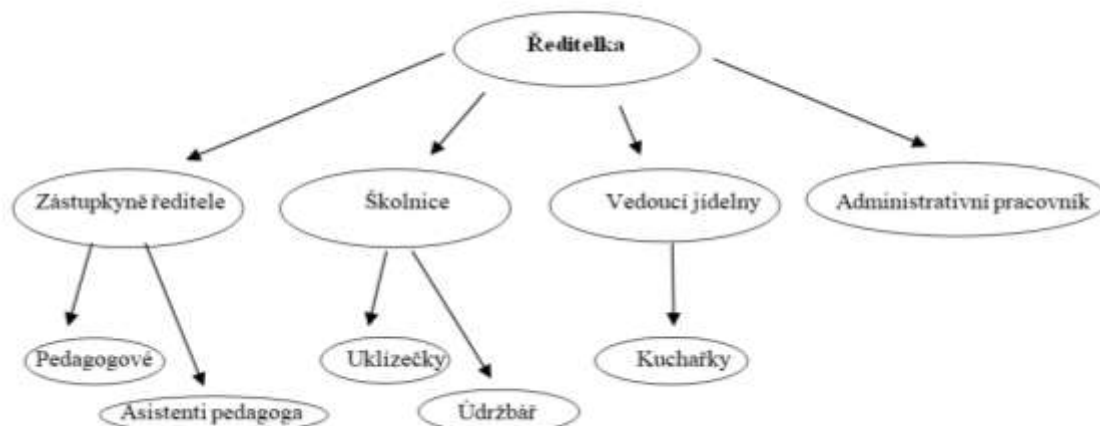 Ředitelka
Zástupkyně ředitele
Školnice
Vedoucí jídelny
Administrativní pracovník
Pedagogové
Uklízečky
Kuchařky
Asistenti pedagoga
Údržbář